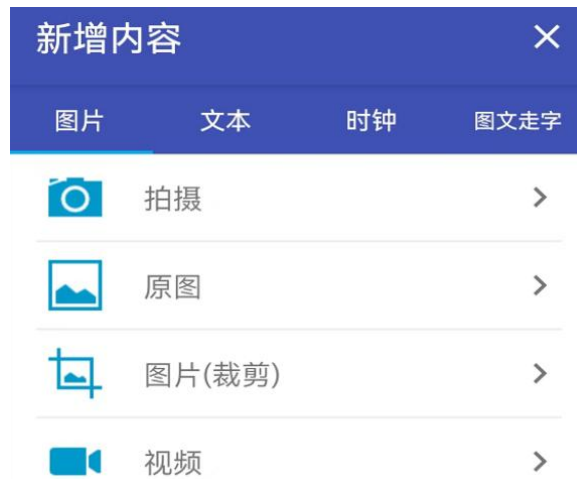 新增内容
图片 文本 时钟 图文走字
拍摄
原图
图片(裁剪)
视频